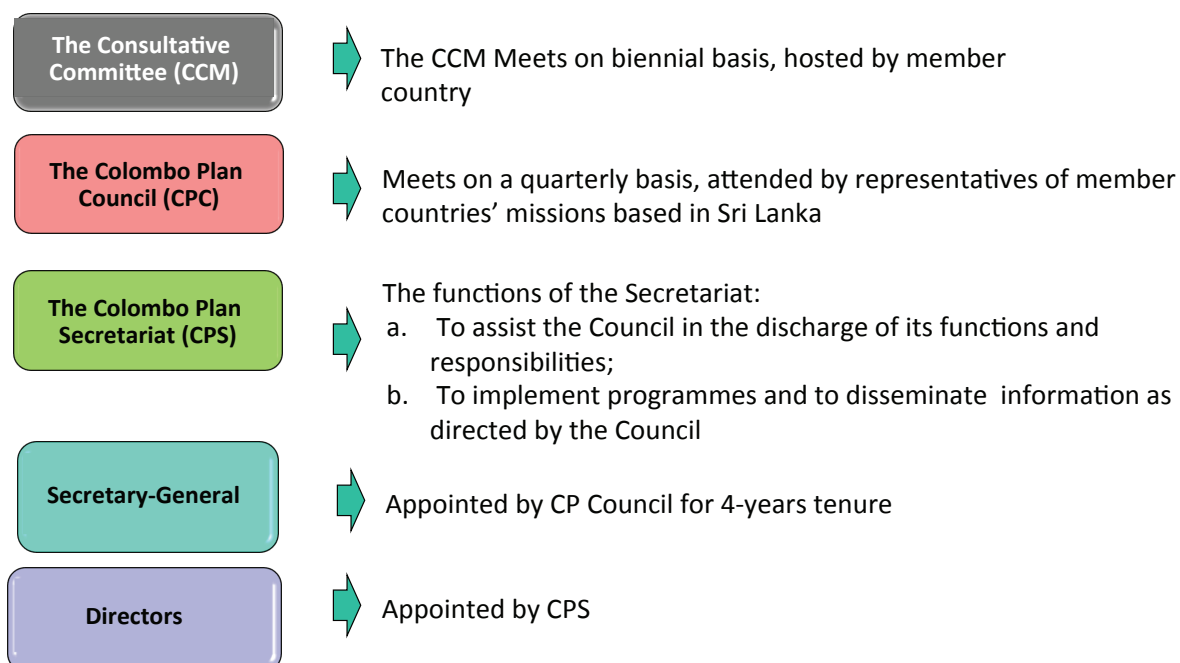 The Consultative
Committee (CCM)
The CCM Meets on biennial basis, hosted by member
country
The Colombo Plan
Council (CPC)
Meets on a quarterly basis, attended by representatives of member
countries’ missions based in Sri Lanka
The Colombo Plan
Secretariat (CPS)
The functions of the Secretariat:
a. To assist the Council in the discharge of its functions and
responsibilities;
b. To implement programmes and to disseminate information as
directed by the Council
Secretary-General
Appointed by CP Council for 4-years tenure
Directors
Appointed by CPS